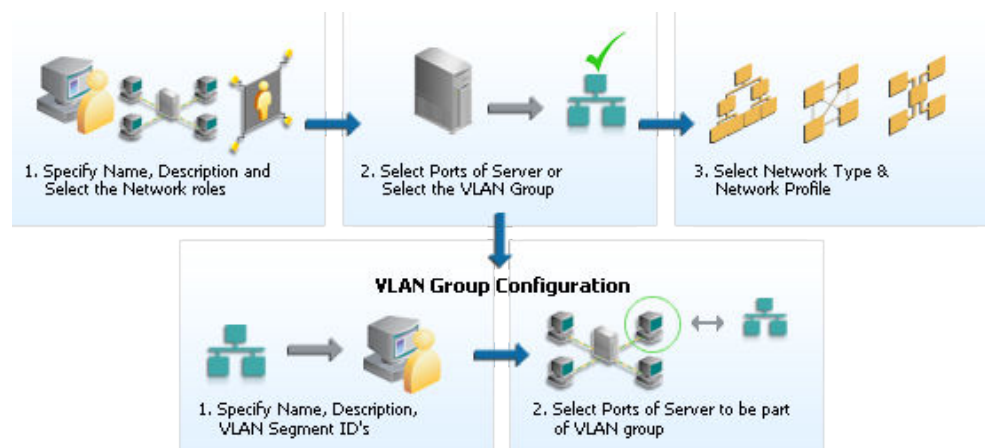 1. Specify Name, Description and
Select the Network roles
2. Select Ports of Server or
Select the VLAN Group
3. Select Network Type &
Network Profile
VLAN Group Configuration
1. Specify Name, Description,
VLAN Segment ID's
2. Select Ports of Server to be part
of VLAN group